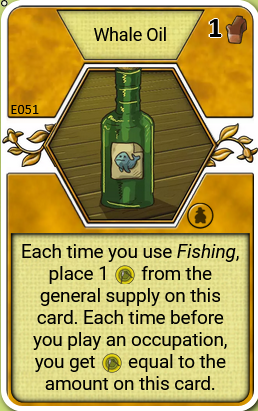 Whale Oil
1
E051
Each time you use Fishing,
place 1 from the
general supply on this
card. Each time before
you play an occupation,
you get equal to the
amount on this card.